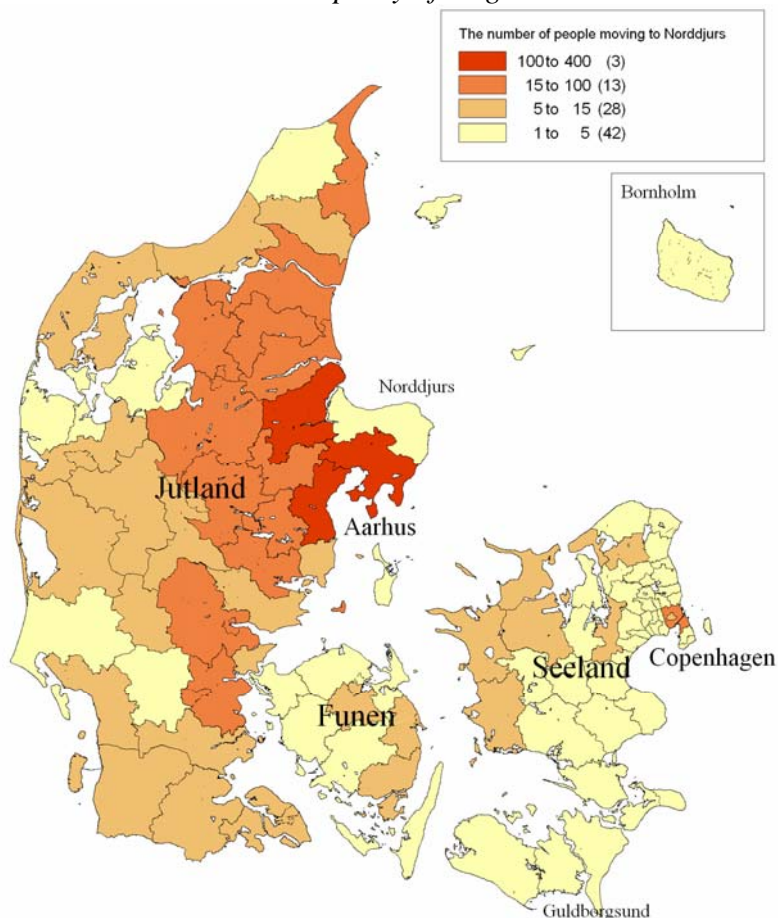 The number of people moving to Norddjurs
100 to 400 (3)
15 to 100 (13)
5 to 15 (28)
1 to 5 (42)
Bornholm
Norddjurs
Jutland
Aarhus
Copenhagen
Seeland
Funen
Guldborgsund